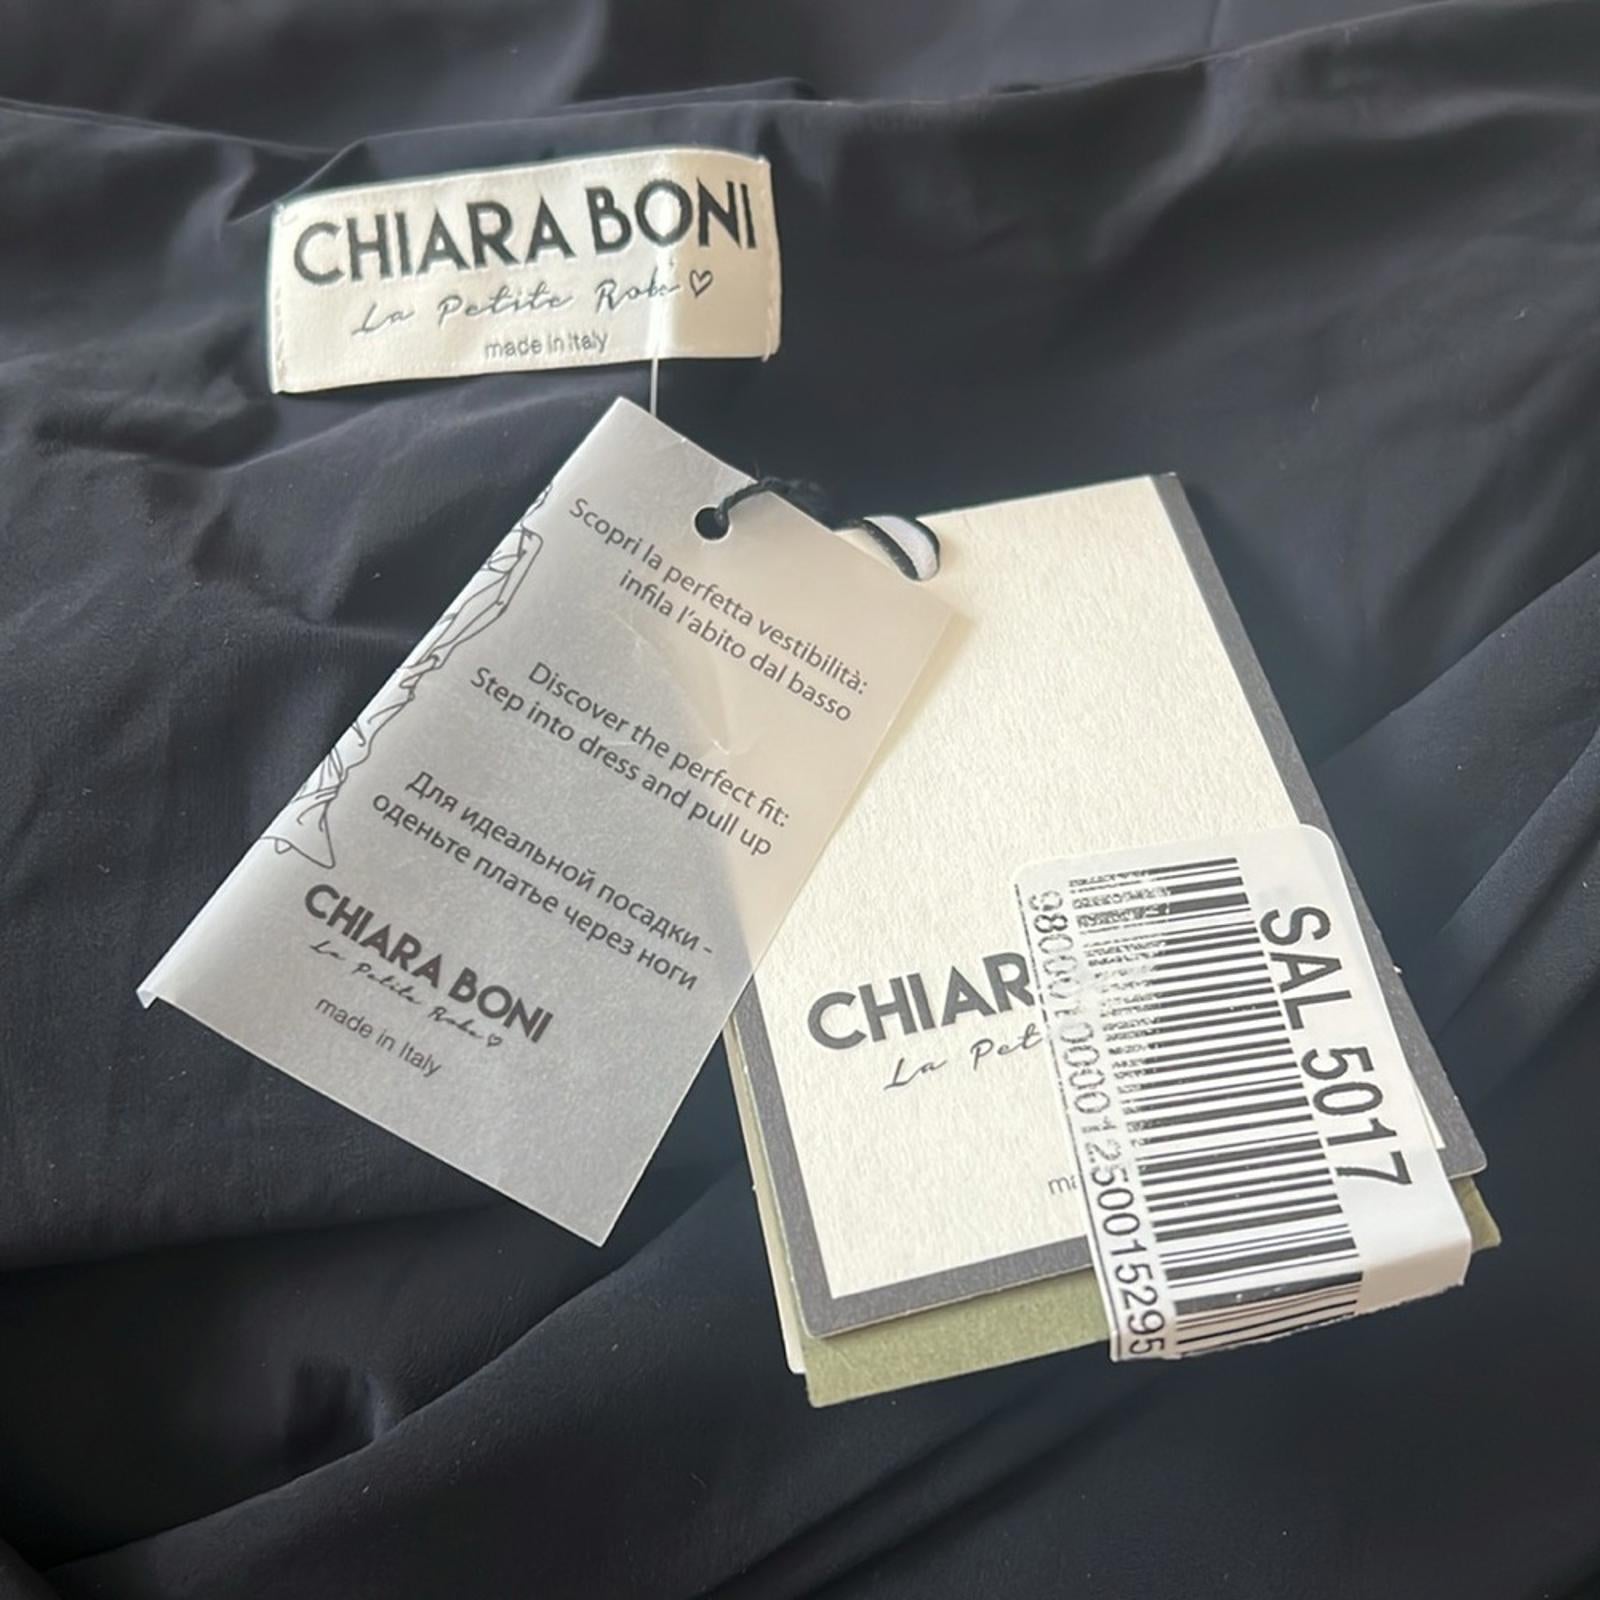 CHIARA BONI
La Petite Robe
made in Italy
Scopri la perfetta vestibilità:
infila l'abito dal basso
Discover the perfect fit:
Step into dress and pull up
Для идеальной посадки -
оденьте платье через ноги
CHIARA BONI
La Petite Robe
made in Italy
CHIAR
La Pet
ma
SAL 5017